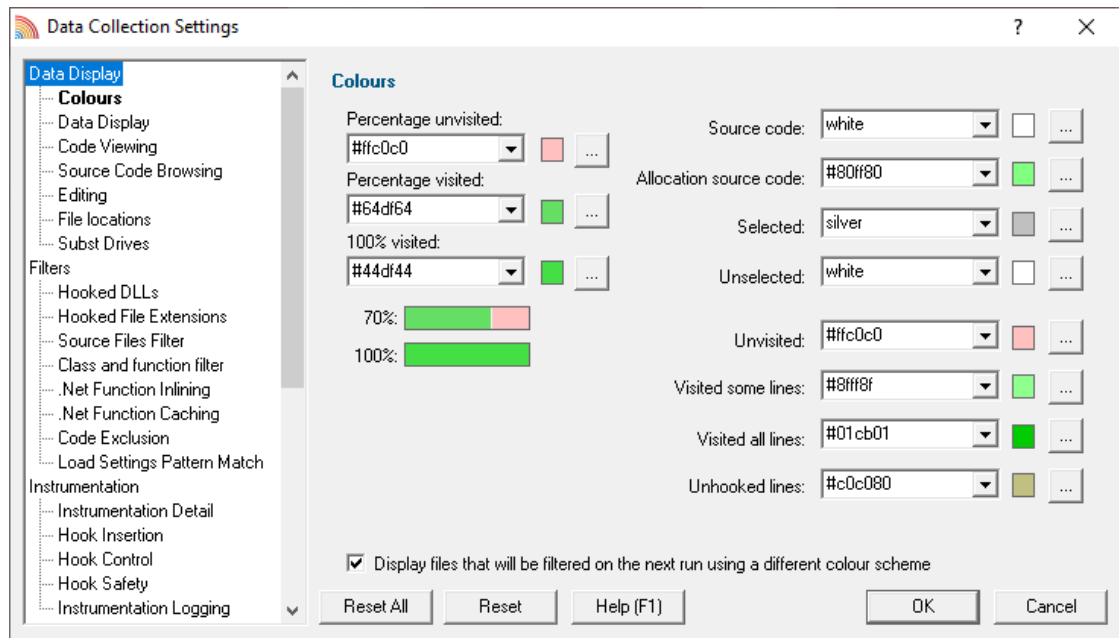 Data Collection Settings
?
Data Display
Colours
Data Display
Code Viewing
Source Code Browsing
Editing
File locations
Subst Drives
Filters
Hooked DLLs
Hooked File Extensions
Source Files Filter
Class and function filter
.Net Function Inlining
.Net Function Caching
Code Exclusion
Load Settings Pattern Match
Instrumentation
Instrumentation Detail
Hook Insertion
Hook Control
Hook Safety
Instrumentation Logging
Colours
Percentage unvisited:
#ffc0c0 ...
Percentage visited:
#64df64 ...
100% visited:
#44df44 ...
70%:
100%:
Source code: white ...
Allocation source code: #80ff80 ...
Selected: silver ...
Unselected: white ...
Unvisited: #ffc0c0 ...
Visited some lines: #8fff8f ...
Visited all lines: #01cb01 ...
Unhooked lines: #c0c080 ...
Display files that will be filtered on the next run using a different colour scheme
Reset All Reset Help (F1) OK Cancel